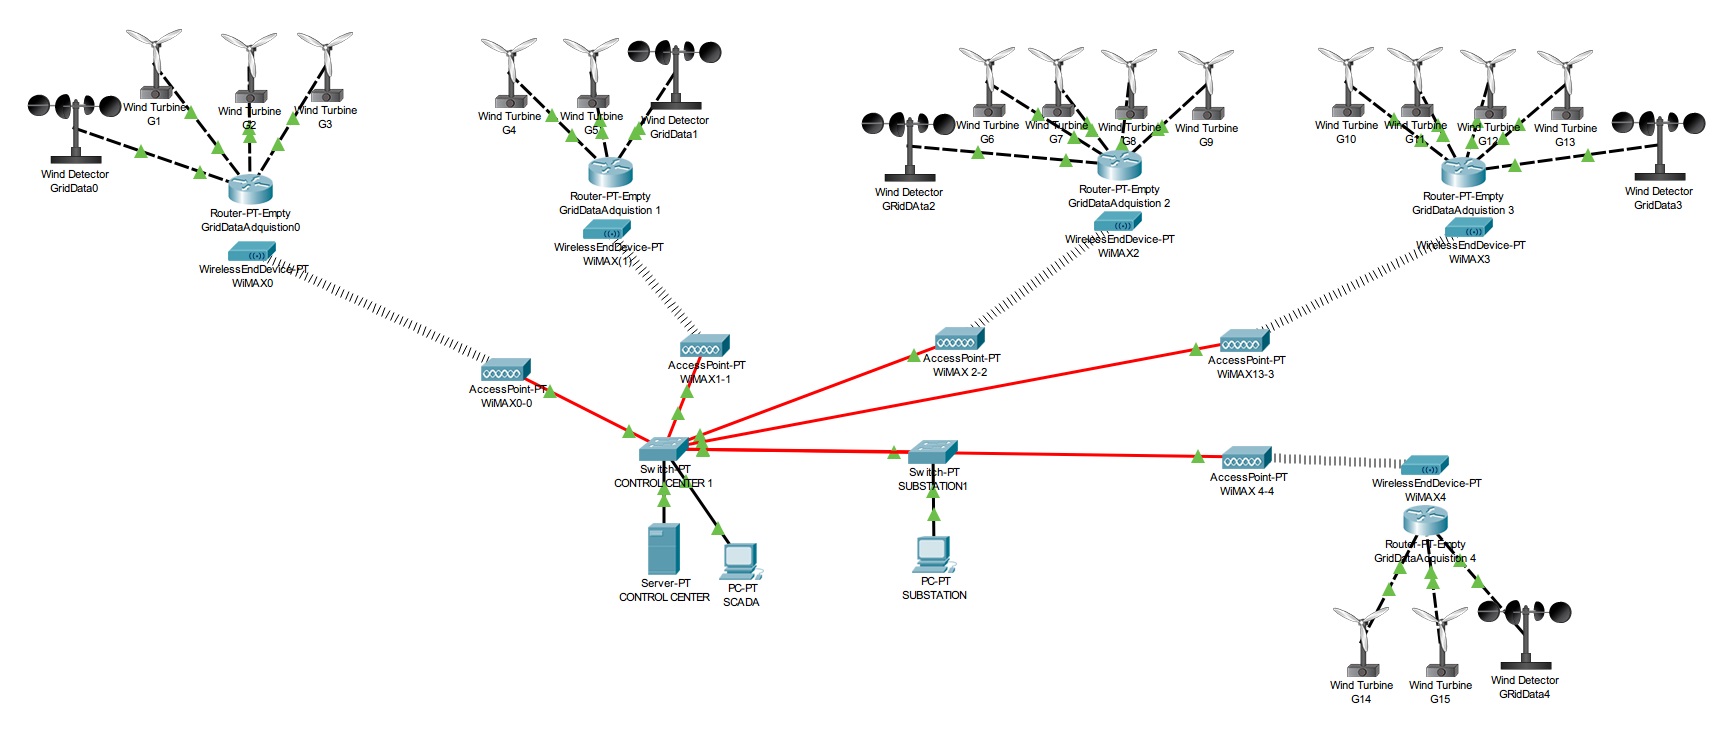 Wind Turbine
G1
Wind Turbine
G2
Wind Turbine
G3
Wind Detector
GridData0
Router-PT-Empty
GridDataAdquistion0
WirelessEndDevice-PT
WiMAX0
Wind Turbine
G4
Wind Turbine
G5
Wind Detector
GridData1
Router-PT-Empty
GridDataAdquistion 1
WirelessEndDevice-PT
WiMAX(1)
Wind Turbine
G6
Wind Turbine
G7
Wind Turbine
G8
Wind Turbine
G9
Wind Detector
GRidDAta2
Router-PT-Empty
GridDataAdquistion 2
WirelessEndDevice-PT
WiMAX2
Wind Turbine
G10
Wind Turbine
G11
Wind Turbine
G12
Wind Turbine
G13
Wind Detector
GridData3
Router-PT-Empty
GridDataAdquistion 3
WirelessEndDevice-PT
WiMAX3
AccessPoint-PT
WiMAX0-0
AccessPoint-PT
WiMAX1-1
AccessPoint-PT
WiMAX 2-2
AccessPoint-PT
WiMAX13-3
Switch-PT
CONTROL CENTER 1
Switch-PT
SUBSTATION1
AccessPoint-PT
WiMAX 4-4
WirelessEndDevice-PT
WiMAX4
Server-PT
CONTROL CENTER
PC-PT
SCADA
PC-PT
SUBSTATION
Router-PT-Empty
GridDataAcquistion 4
Wind Turbine
G14
Wind Turbine
G15
Wind Detector
GRidData4